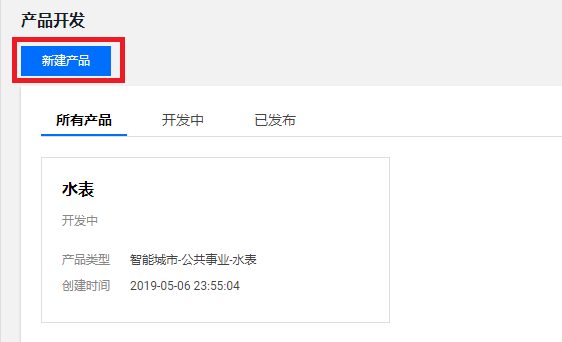 产品开发
新建产品
所有产品 开发中 已发布
水表
开发中
产品类型 智能城市-公共事业-水表
创建时间 2019-05-06 23:55:04